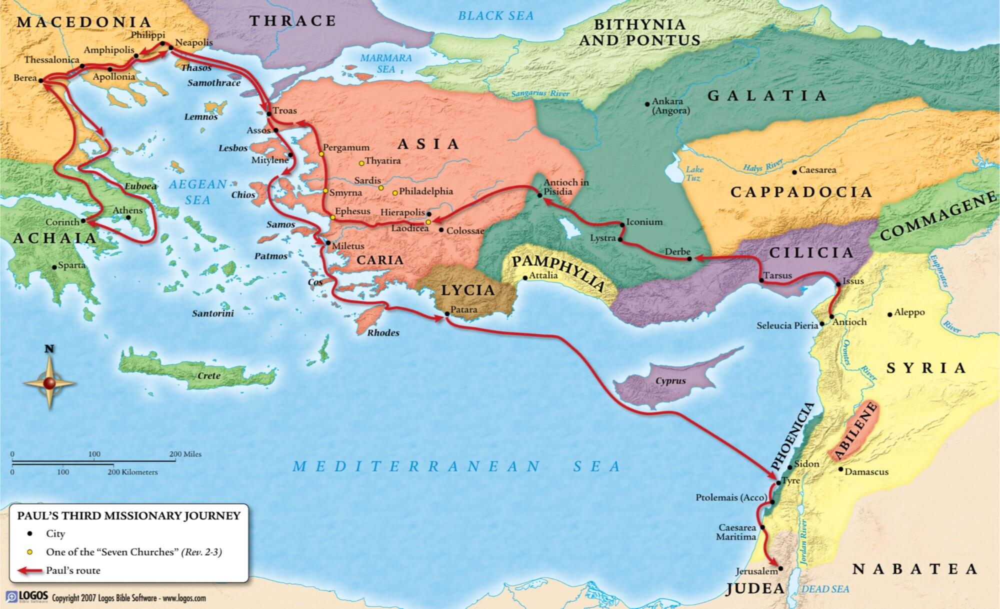 MACEDONIA
THRACE
BLACK SEA
BITHYNIA
AND PONTUS
Philippi
Neapolis
Amphipolis
Thessalonica
Thasos
MARMARA
SEA
Berea
Apollonia
Samothrace
Sangarius River
GALATIA
Ankara
(Angora)
Troas
Lemnos
Assos
Lesbos
Pergamum
ASIA
Mitylene
Thyatira
Lake
Tuz
Halys River
Caesarea
AEGEAN
SEA
Euboea
Chios
Sardis
Smyrna
Philadelphia
Antioch in
Pisidia
CAPPADOCIA
COMMAGENE
Athens
Corinth
Ephesus
Hierapolis
Laodicea
Colossae
Iconium
Lystra
Samos
ACHAIA
Miletus
Derbe
CILICIA
Patmos
CARIA
PAMPHYLIA
Attalia
Sparta
Tarsus
Issus
Euphrates
River
Cos
LYCIA
Patara
Santorini
Rhodes
Seleucia Pieria
Antioch
Aleppo
Orontes
River
N
Crete
Cyprus
SYRIA
PHOENICIA
ABILENE
0
100
200 Miles
0
100
200 Kilometers
MEDITERRANEAN SEA
Sidon
Damascus
Tyre
Ptolemais (Acco)
Caesarea
Maritima
Jordan River
Jerusalem
JUDEA
DEAD SEA
NABATEA
PAUL'S THIRD MISSIONARY JOURNEY
City
One of the “Seven Churches” (Rev. 2-3)
Paul's route
LOGOS
Bible Software
Copyright 2007 Logos Bible Software - www.logos.com